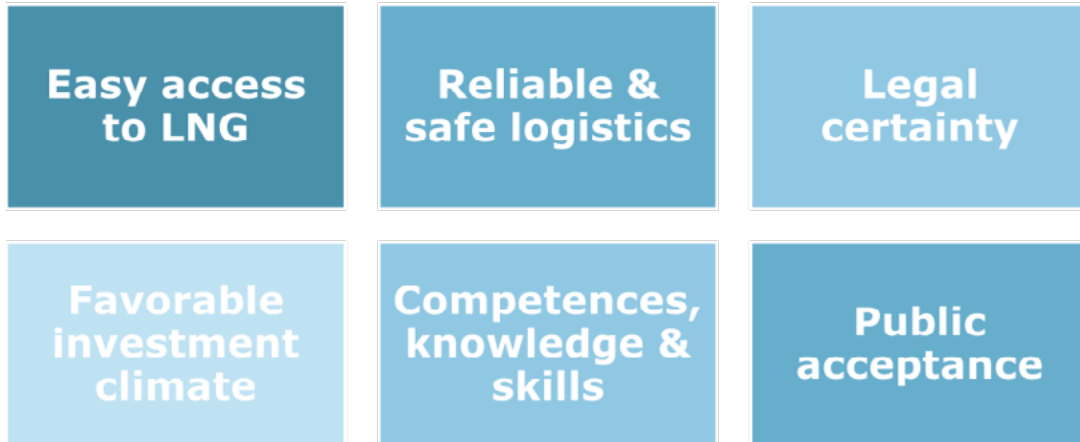 Easy access
to LNG
Reliable &
safe logistics
Legal
certainty
Favorable
investment
climate
Competences,
knowledge &
skills
Public
acceptance